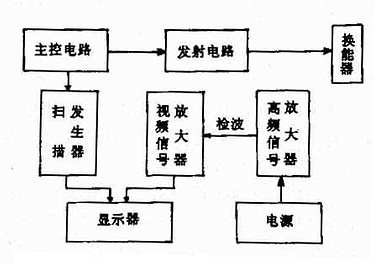 主控电路
发射电路
换能器
扫描发生器
视频信号放大器
检波
高频信号放大器
显示器
电源